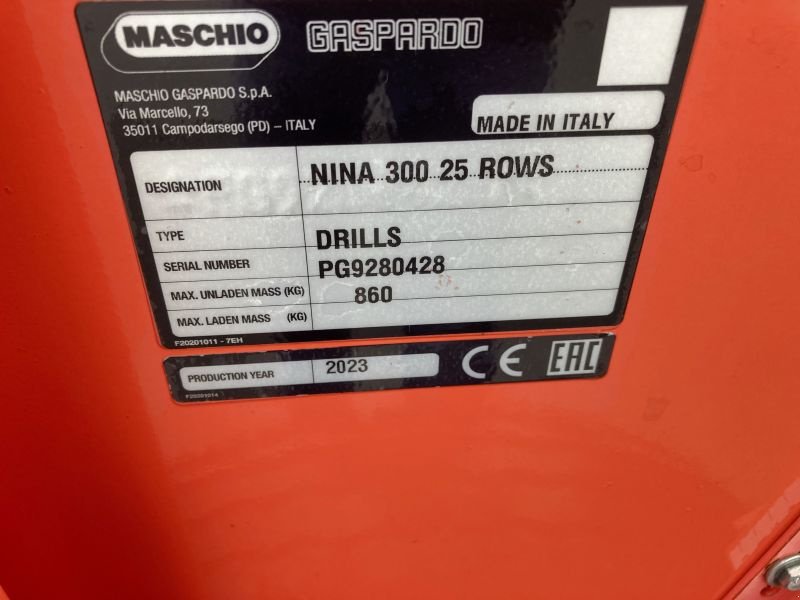 MASCHIO GASPARDO
MASCHIO GASPARDO S.p.A.
Via Marcello, 73
35011 Campodarsego (PD) – ITALY
MADE IN ITALY
DESIGNATION NINA 300 25 ROWS
TYPE DRILLS
SERIAL NUMBER PG9280428
MAX. UNLADEN MASS (KG) 860
MAX. LADEN MASS (KG)
F20201011 - 7EH
PRODUCTION YEAR 2023 CE EAC
F20201014